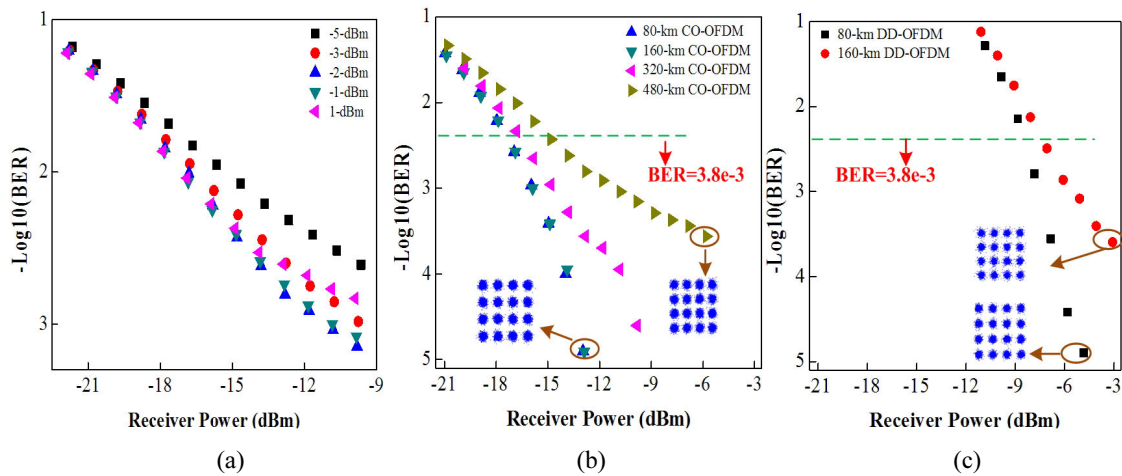 1
2
3
-Log10(BER)
-5-dBm
-3-dBm
-2-dBm
-1-dBm
1-dBm
-21
-18
-15
-12
-9
Receiver Power (dBm)
(a)
1
2
3
4
5
-Log10(BER)
80-km CO-OFDM
160-km CO-OFDM
320-km CO-OFDM
480-km CO-OFDM
BER=3.8e-3
-21
-18
-15
-12
-9
-6
-3
Receiver Power (dBm)
(b)
1
2
3
4
5
-Log10(BER)
80-km DD-OFDM
160-km DD-OFDM
BER=3.8e-3
-21
-18
-15
-12
-9
-6
-3
Receiver Power (dBm)
(c)